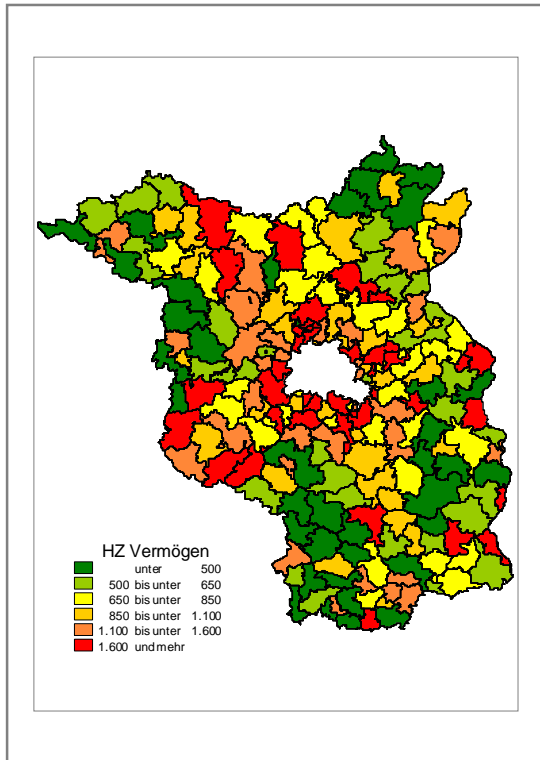 HZ Vermögen
unter 500
500 bis unter 650
650 bis unter 850
850 bis unter 1.100
1.100 bis unter 1.600
1.600 und mehr